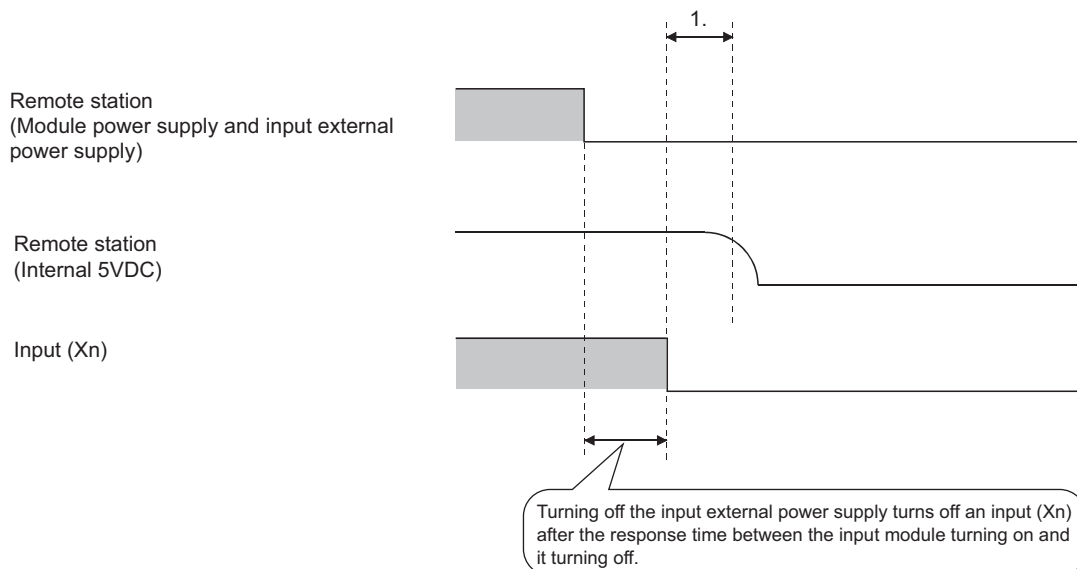 1.
Remote station
(Module power supply and input external
power supply)
Remote station
(Internal 5VDC)
Input (Xn)
Turning off the input external power supply turns off an input (Xn)
after the response time between the input module turning on and
it turning off.